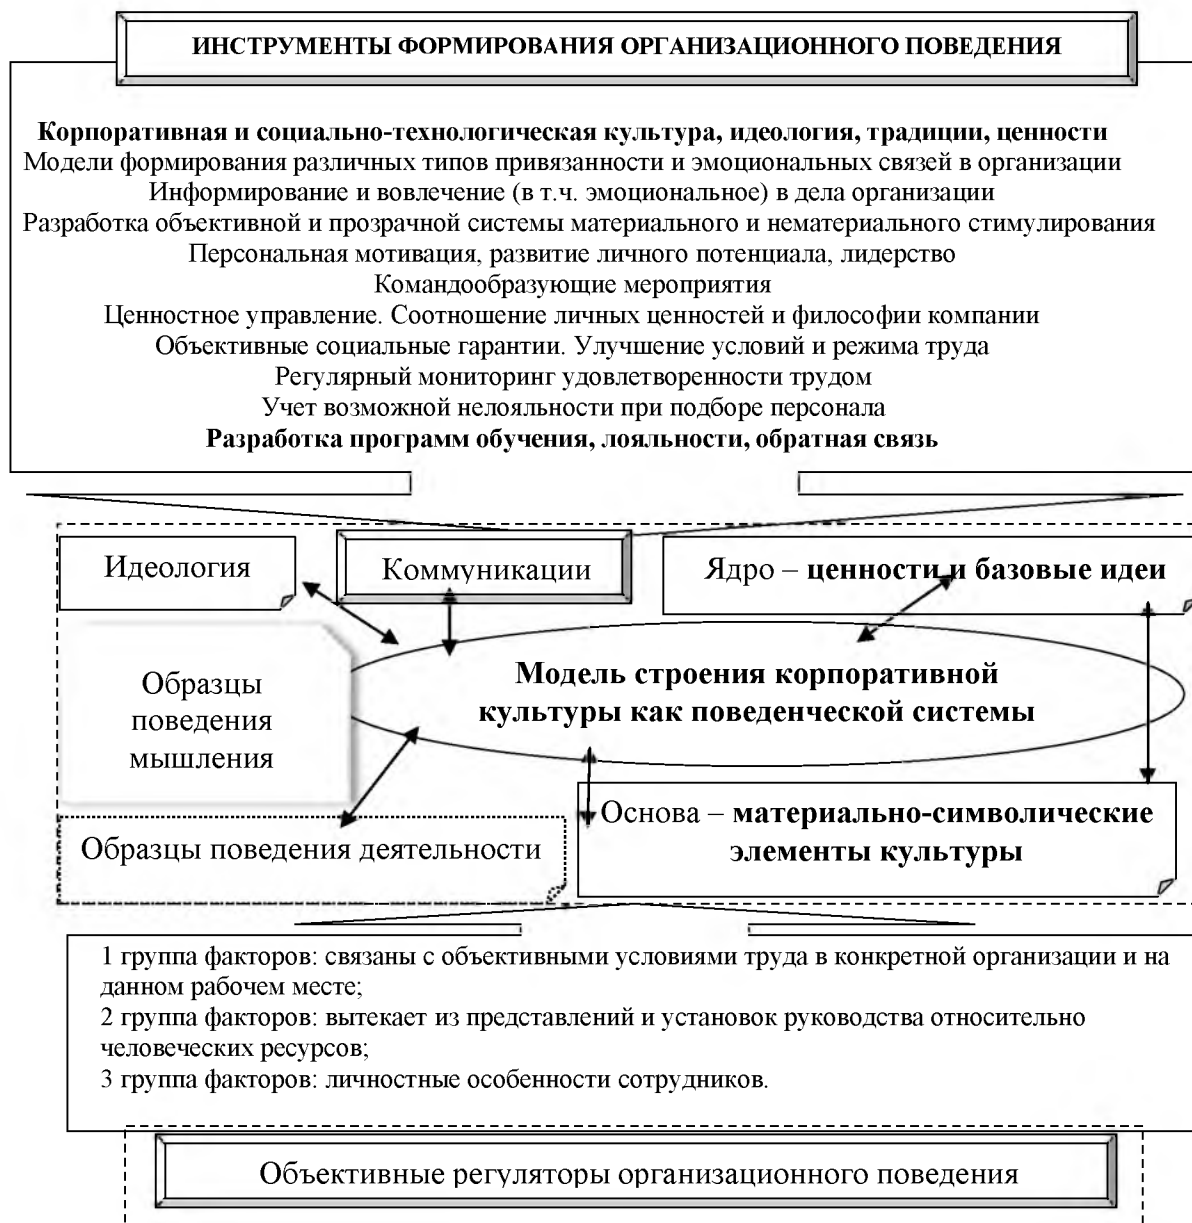 ИНСТРУМЕНТЫ ФОРМИРОВАНИЯ ОРГАНИЗАЦИОННОГО ПОВЕДЕНИЯ
Корпоративная и социально-технологическая культура, идеология, традиции, ценности
Модели формирования различных типов привязанности и эмоциональных связей в организации
Информирование и вовлечение (в т.ч. эмоциональное) в дела организации
Разработка объективной и прозрачной системы материального и нематериального стимулирования
Персональная мотивация, развитие личного потенциала, лидерство
Командообразующие мероприятия
Ценностное управление. Соотношение личных ценностей и философии компании
Объективные социальные гарантии. Улучшение условий и режима труда
Регулярный мониторинг удовлетворенности трудом
Учет возможной нелояльности при подборе персонала
Разработка программ обучения, лояльности, обратная связь
Идеология
Коммуникации
Ядро – ценности и базовые идеи
Образцы
поведения
мышления
Модель строения корпоративной
культуры как поведенческой системы
Образцы поведения деятельности
Основа – материально-символические
элементы культуры
1 группа факторов: связаны с объективными условиями труда в конкретной организации и на
данном рабочем месте;
2 группа факторов: вытекает из представлений и установок руководства относительно
человеческих ресурсов;
3 группа факторов: личностные особенности сотрудников.
Объективные регуляторы организационного поведения